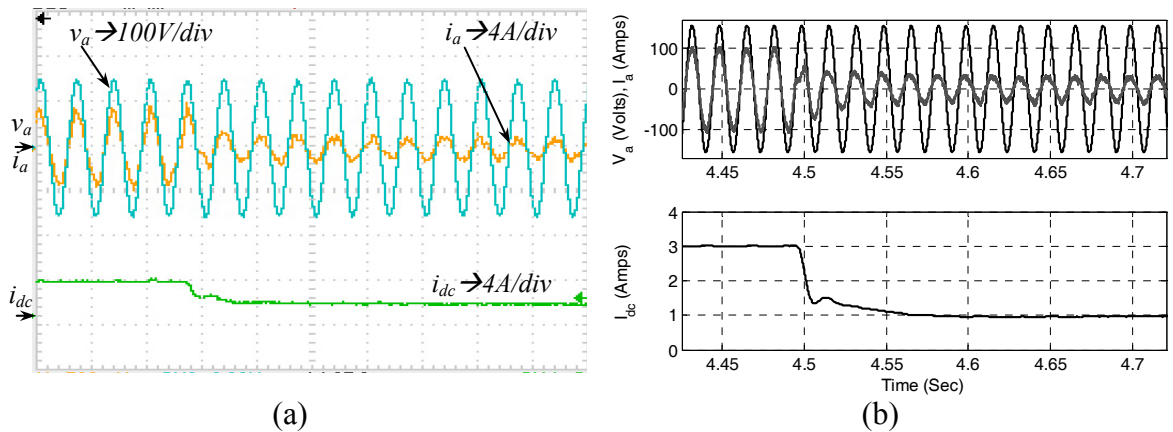 v_a→100V/div
i_a→4A/div
v_a
i_a
i_dc→4A/div
i_dc
(a)
V_a (Volts), I_a (Amps)
100
0
-100
4.45 4.5 4.55 4.6 4.65 4.7
I_dc (Amps)
4
3
2
1
0
4.45 4.5 4.55 4.6 4.65 4.7
Time (Sec)
(b)